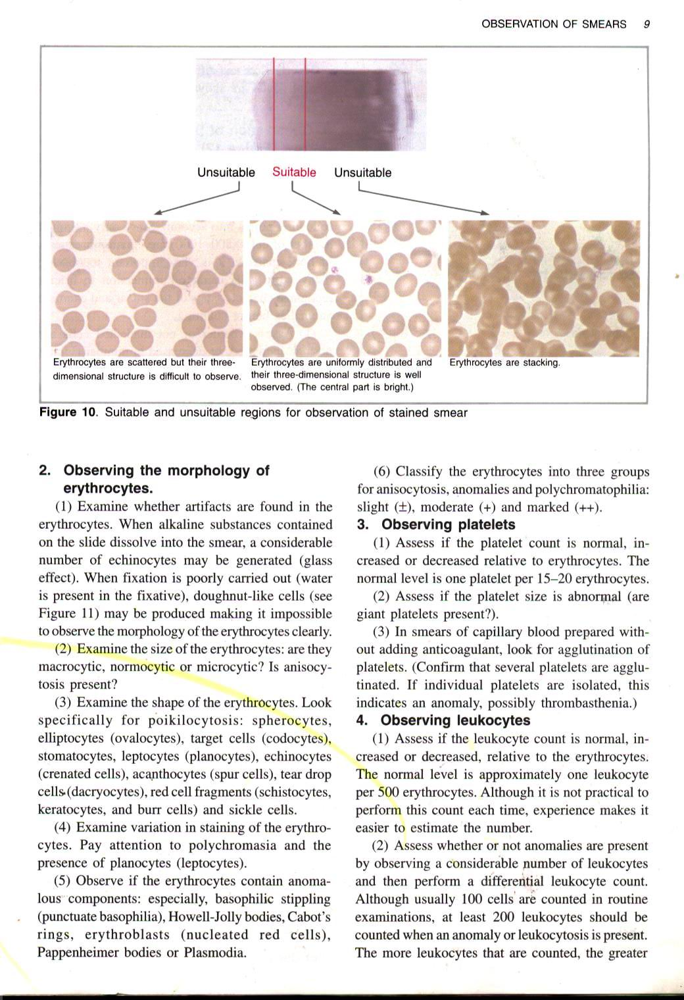 OBSERVATION OF SMEARS 9
Unsuitable Suitable Unsuitable
Erythrocytes are scattered but their three-
dimensional structure is difficult to observe.
Erythrocytes are uniformly distributed and
their three-dimensional structure is well
observed. (The central part is bright.)
Erythrocytes are stacking.
Figure 10. Suitable and unsuitable regions for observation of stained smear
2. Observing the morphology of
erythrocytes.
(1) Examine whether artifacts are found in the
erythrocytes. When alkaline substances contained
on the slide dissolve into the smear, a considerable
number of echinocytes may be generated (glass
effect). When fixation is poorly carried out (water
is present in the fixative), doughnut-like cells (see
Figure 11) may be produced making it impossible
to observe the morphology of the erythrocytes clearly.
(2) Examine the size of the erythrocytes: are they
macrocytic, normocytic or microcytic? Is anisocy-
tosis present?
(3) Examine the shape of the erythrocytes. Look
specifically for poikilocytosis: spherocytes,
elliptocytes (ovalocytes), target cells (codocytes),
stomatocytes, leptocytes (planocytes), echinocytes
(crenated cells), acanthocytes (spur cells), tear drop
cells (dacryocytes), red cell fragments (schistocytes,
keratocytes, and burr cells) and sickle cells.
(4) Examine variation in staining of the erythro-
cytes. Pay attention to polychromasia and the
presence of planocytes (leptocytes).
(5) Observe if the erythrocytes contain anoma-
lous components: especially, basophilic stippling
(punctuate basophilia), Howell-Jolly bodies, Cabot's
rings, erythroblasts (nucleated red cells),
Pappenheimer bodies or Plasmodia.
(6) Classify the erythrocytes into three groups
for anisocytosis, anomalies and polychromatophilia:
slight (±), moderate (+) and marked (++).
3. Observing platelets
(1) Assess if the platelet count is normal, in-
creased or decreased relative to erythrocytes. The
normal level is one platelet per 15–20 erythrocytes.
(2) Assess if the platelet size is abnormal (are
giant platelets present?).
(3) In smears of capillary blood prepared with-
out adding anticoagulant, look for agglutination of
platelets. (Confirm that several platelets are agglu-
tinated. If individual platelets are isolated, this
indicates an anomaly, possibly thrombasthenia.)
4. Observing leukocytes
(1) Assess if the leukocyte count is normal, in-
creased or decreased, relative to the erythrocytes.
The normal level is approximately one leukocyte
per 500 erythrocytes. Although it is not practical to
perform this count each time, experience makes it
easier to estimate the number.
(2) Assess whether or not anomalies are present
by observing a considerable number of leukocytes
and then perform a differential leukocyte count.
Although usually 100 cells are counted in routine
examinations, at least 200 leukocytes should be
counted when an anomaly or leukocytosis is present.
The more leukocytes that are counted, the greater